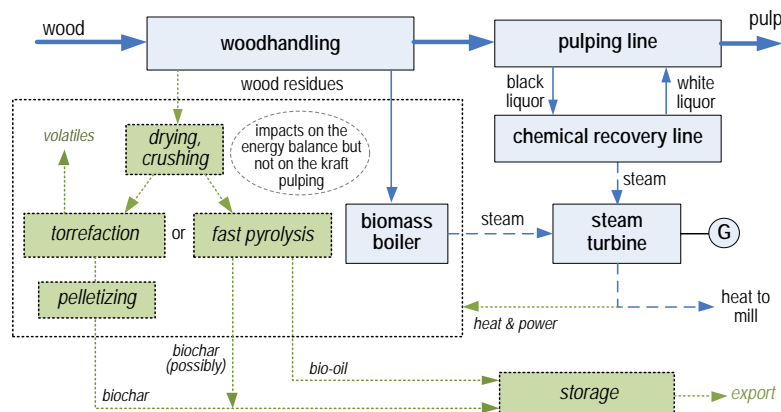 wood
woodhandling
pulping line
pulp
wood residues
black
liquor
white
liquor
volatiles
drying,
crushing
impacts on the
energy balance but
not on the kraft
pulping
chemical recovery line
steam
torrefaction
or
fast pyrolysis
biomass
boiler
steam
steam
turbine
G
pelletizing
heat & power
heat to
mill
biochar
(possibly)
bio-oil
biochar
storage
export